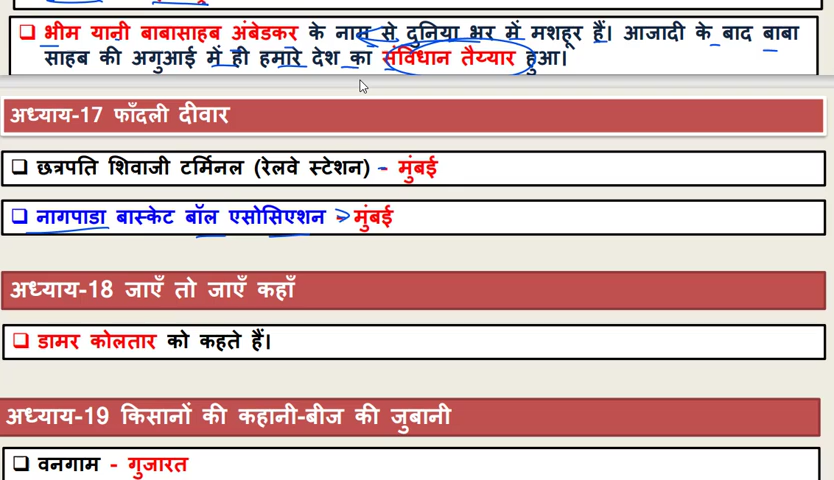 भीम यानी बाबासाहब अंबेडकर के नाम से दुनिया भर में मशहूर हैं। आजादी के बाद बाबा
साहब की अगुआई में ही हमारे देश का संविधान तैय्यार हुआ।
अध्याय-17 फाँदली दीवार
छत्रपति शिवाजी टर्मिनल (रेलवे स्टेशन) - मुंबई
नागपाडा बास्केट बॉल एसोसिएशन - मुंबई
अध्याय-18 जाएँ तो जाएँ कहाँ
डामर कोलतार को कहते हैं।
अध्याय-19 किसानों की कहानी-बीज की जुबानी
वनगाम - गुजारत